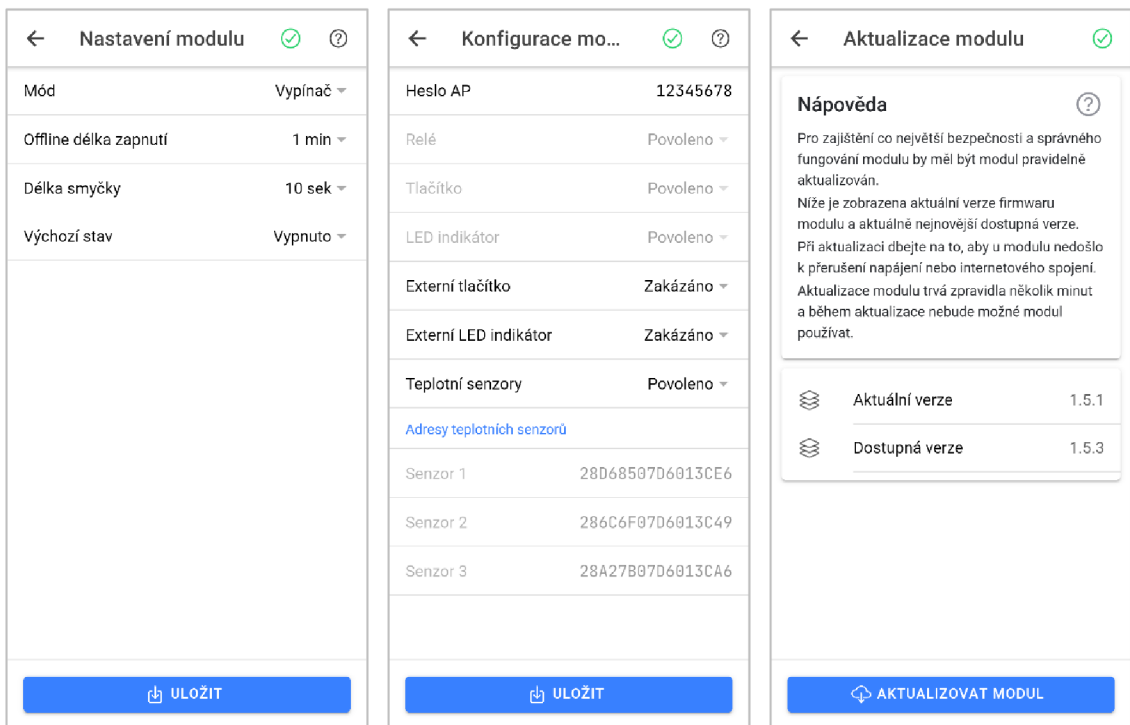 Nastavení modulu
Mód Vypínač
Offline délka zapnutí 1 min
Délka smyčky 10 sek
Výchozí stav Vypnuto
ULOŽIT
Konfigurace mo...
Heslo AP 12345678
Relé Povoleno
Tlačítko Povoleno
LED indikátor Povoleno
Externí tlačítko Zakázáno
Externí LED indikátor Zakázáno
Teplotní senzory Povoleno
Adresy teplotních senzorů
Senzor 1 28D68507D6013CE6
Senzor 2 286C6F07D6013C49
Senzor 3 28A27B07D6013CA6
ULOŽIT
Aktualizace modulu
Nápověda
Pro zajištění co největší bezpečnosti a správného
fungování modulu by měl být modul pravidelně
aktualizován.
Níže je zobrazena aktuální verze firmwaru
modulu a aktuálně nejnovější dostupná verze.
Při aktualizaci dbejte na to, aby u modulu nedošlo
k přerušení napájení nebo internetového spojení.
Aktualizace modulu trvá zpravidla několik minut
a během aktualizace nebude možné modul
používat.
Aktuální verze 1.5.1
Dostupná verze 1.5.3
AKTUALIZOVAT MODUL